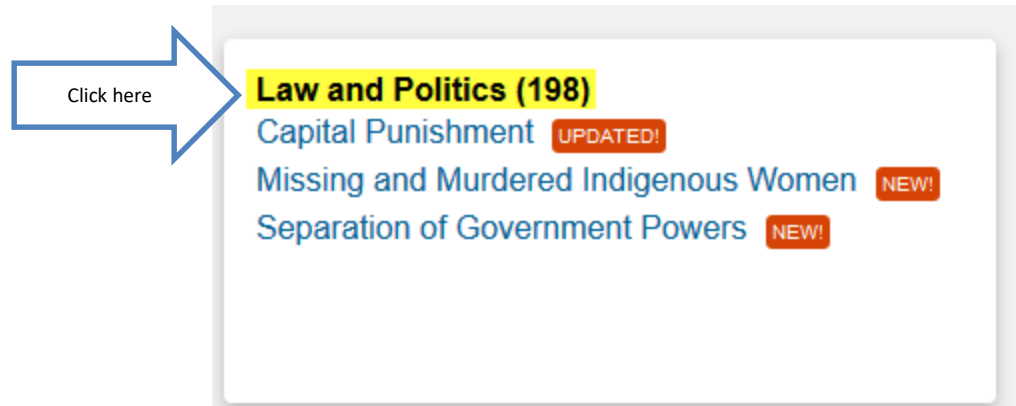 Click here
Law and Politics (198)
Capital Punishment UPDATED!
Missing and Murdered Indigenous Women NEW!
Separation of Government Powers NEW!